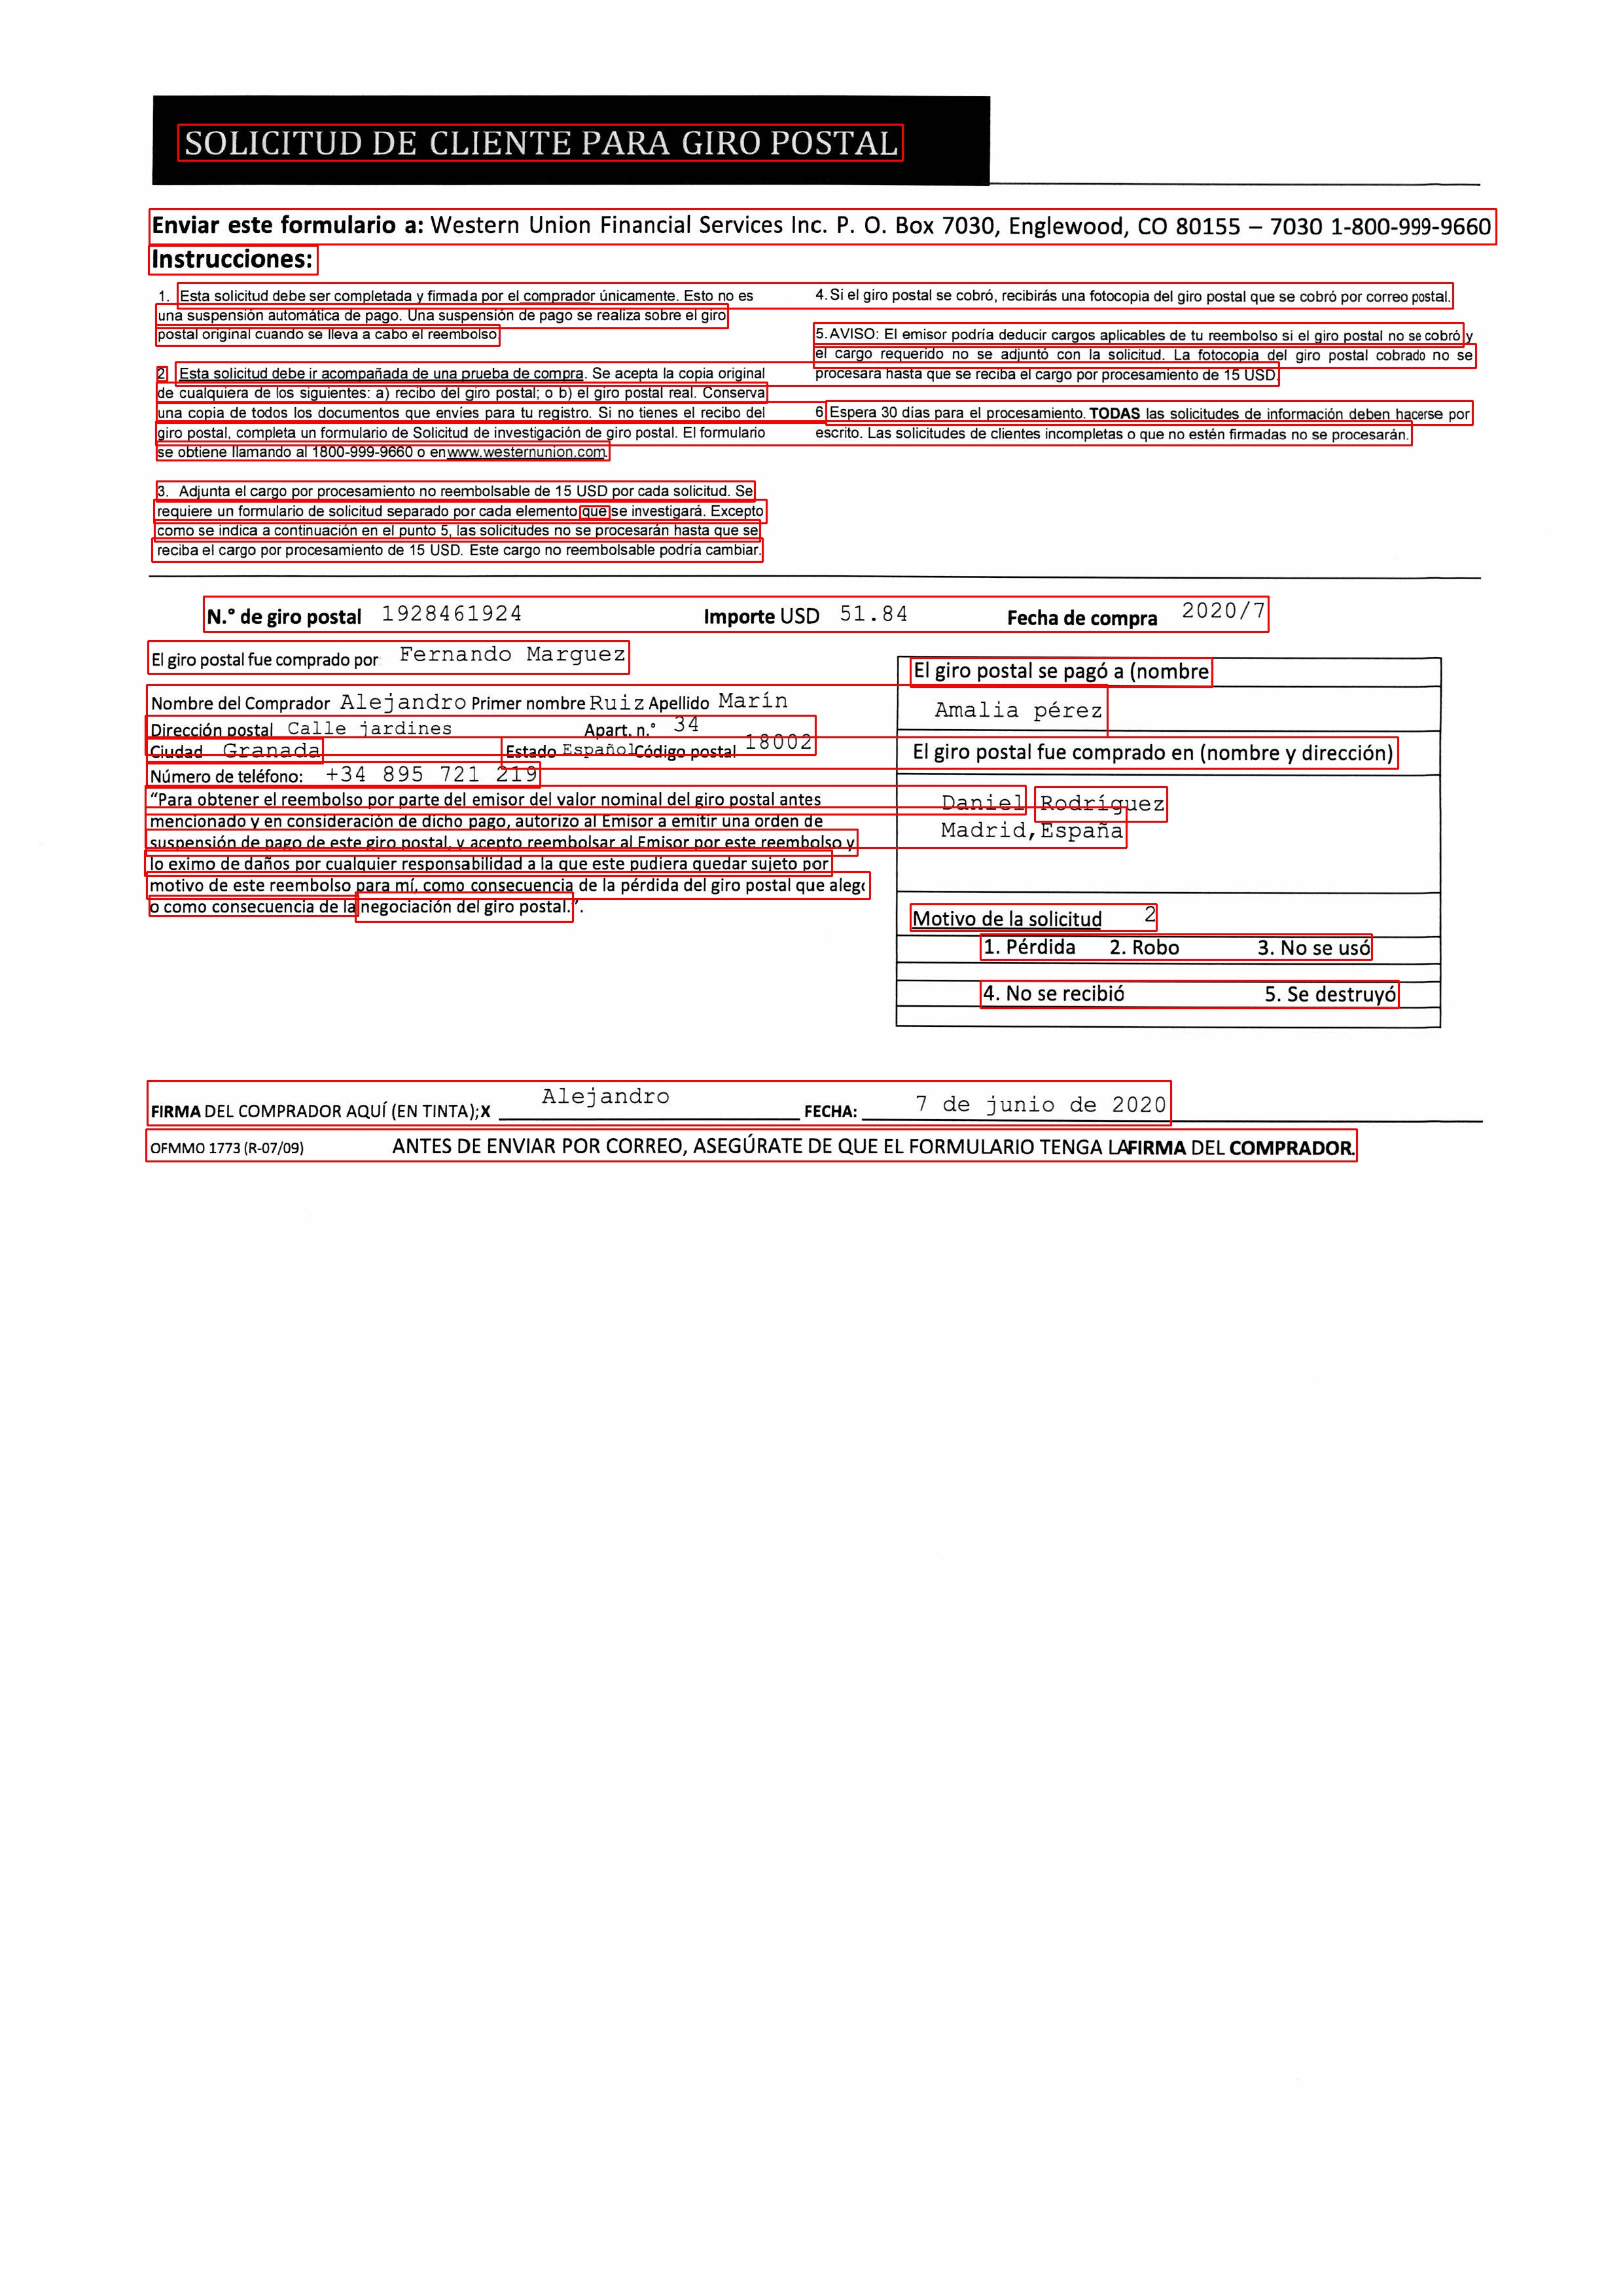 SOLICITUD DE CLIENTE PARA GIRO POSTAL
Enviar este formulario a: Western Union Financial Services Inc. P. O. Box 7030, Englewood, CO 80155 – 7030 1-800-999-9660
Instrucciones:
1. Esta solicitud debe ser completada y firmada por el comprador únicamente. Esto no es
una suspensión automática de pago. Una suspensión de pago se realiza sobre el giro
postal original cuando se lleva a cabo el reembolso
2 Esta solicitud debe ir acompañada de una prueba de compra. Se acepta la copia original
de cualquiera de los siguientes: a) recibo del giro postal; o b) el giro postal real. Conserva
una copia de todos los documentos que envíes para tu registro. Si no tienes el recibo del
giro postal, completa un formulario de Solicitud de investigación de giro postal. El formulario
se obtiene llamando al 1800-999-9660 o en www.westernunion.com.
3. Adjunta el cargo por procesamiento no reembolsable de 15 USD por cada solicitud. Se
requiere un formulario de solicitud separado por cada elemento que se investigará. Excepto
como se indica a continuación en el punto 5, las solicitudes no se procesarán hasta que se
reciba el cargo por procesamiento de 15 USD. Este cargo no reembolsable podría cambiar.
4. Si el giro postal se cobró, recibirás una fotocopia del giro postal que se cobró por correo postal.
5. AVISO: El emisor podría deducir cargos aplicables de tu reembolso si el giro postal no se cobró y
el cargo requerido no se adjuntó con la solicitud. La fotocopia del giro postal cobrado no se
procesará hasta que se reciba el cargo por procesamiento de 15 USD.
6 Espera 30 días para el procesamiento. TODAS las solicitudes de información deben hacerse por
escrito. Las solicitudes de clientes incompletas o que no estén firmadas no se procesarán.
N.° de giro postal 1928461924 Importe USD 51.84 Fecha de compra 2020/7
El giro postal fue comprado por Fernando Marguez
Nombre del Comprador Alejandro Primer nombre Ruiz Apellido Marín
Dirección postal Calle jardines Apart. n.° 34
Ciudad Granada Estado Español Código postal 18002
Número de teléfono: +34 895 721 219
“Para obtener el reembolso por parte del emisor del valor nominal del giro postal antes
mencionado y en consideración de dicho pago, autorizo al Emisor a emitir una orden de
suspensión de pago de este giro postal, y acepto reembolsar al Emisor por este reembolso y
lo eximo de daños por cualquier responsabilidad a la que este pudiera quedar sujeto por
motivo de este reembolso para mí, como consecuencia de la pérdida del giro postal que alego
o como consecuencia de la negociación del giro postal.”.
El giro postal se pagó a (nombre
Amalia pérez
El giro postal fue comprado en (nombre y dirección)
Daniel Rodríguez
Madrid, España
Motivo de la solicitud 2
1. Pérdida 2. Robo 3. No se usó
4. No se recibió 5. Se destruyó
FIRMA DEL COMPRADOR AQUÍ (EN TINTA);X Alejandro FECHA: 7 de junio de 2020
OFMMO 1773 (R-07/09) ANTES DE ENVIAR POR CORREO, ASEGÚRATE DE QUE EL FORMULARIO TENGA LA FIRMA DEL COMPRADOR.